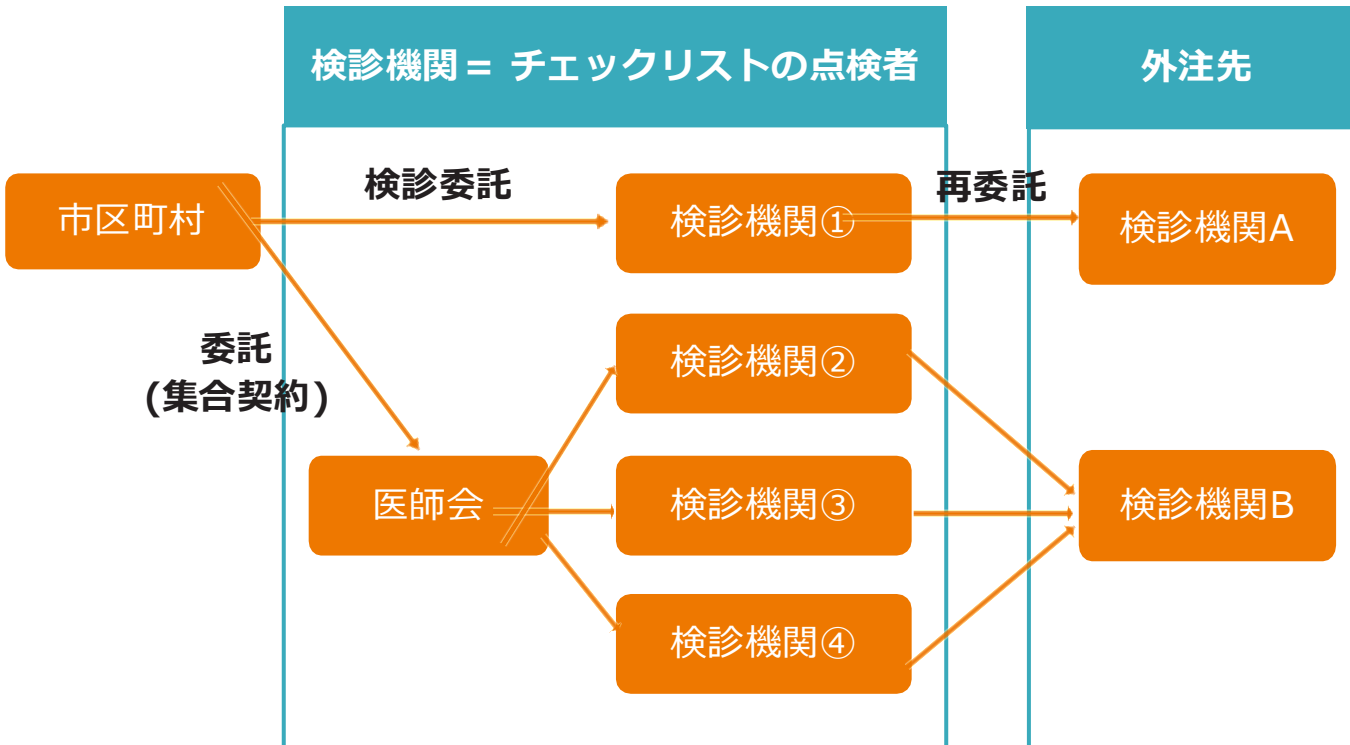 検診機関 = チェックリストの点検者
外注先
検診委託
再委託
市区町村
検診機関①
検診機関A
委託
(集合契約)
検診機関②
医師会
検診機関③
検診機関B
検診機関④